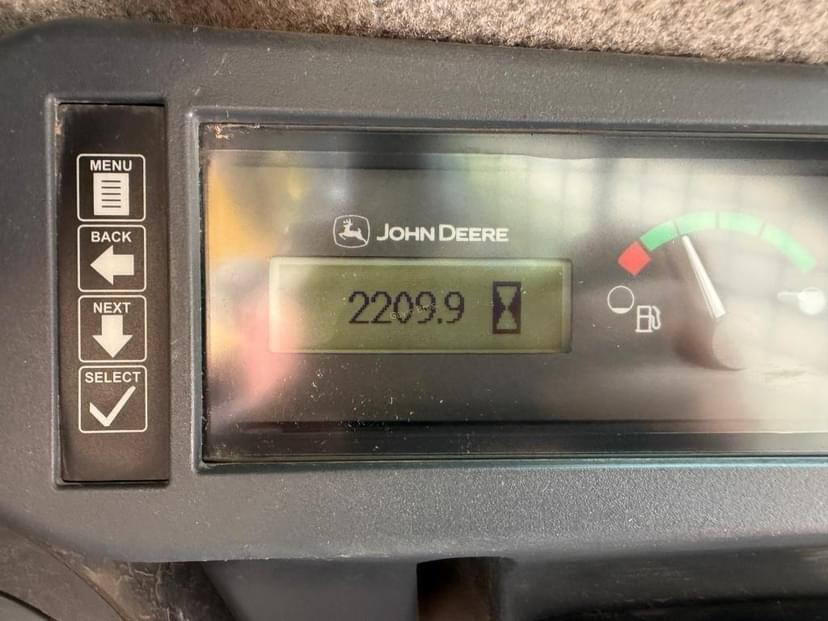 MENU
BACK
NEXT
SELECT
JOHN DEERE
2209.9